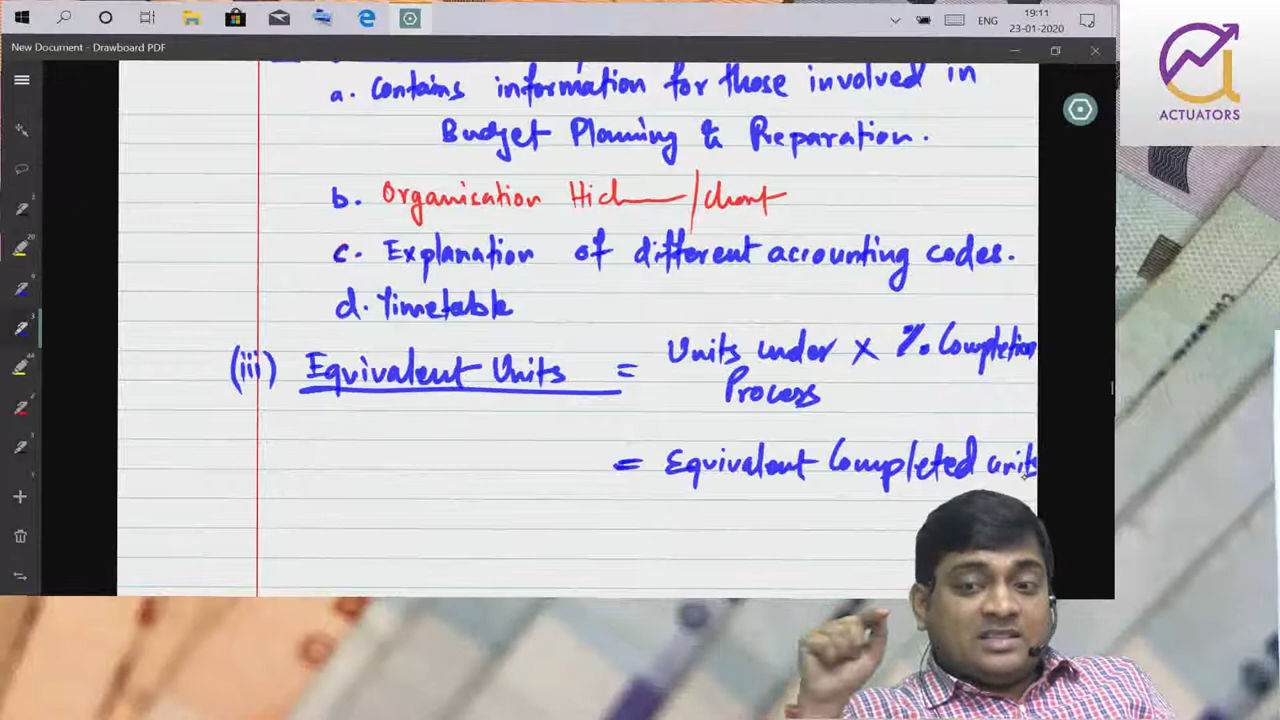 19:11
ENG
23-01-2020
New Document - Drawboard PDF
ACTUATORS
a. Contains information for those involved in
Budget Planning & Preparation.
b. Organisation /Chart
c. Explanation of different accounting codes.
d. Timetable
(iii) Equivalent Units = Units under Process × % Completion
= Equivalent Completed units